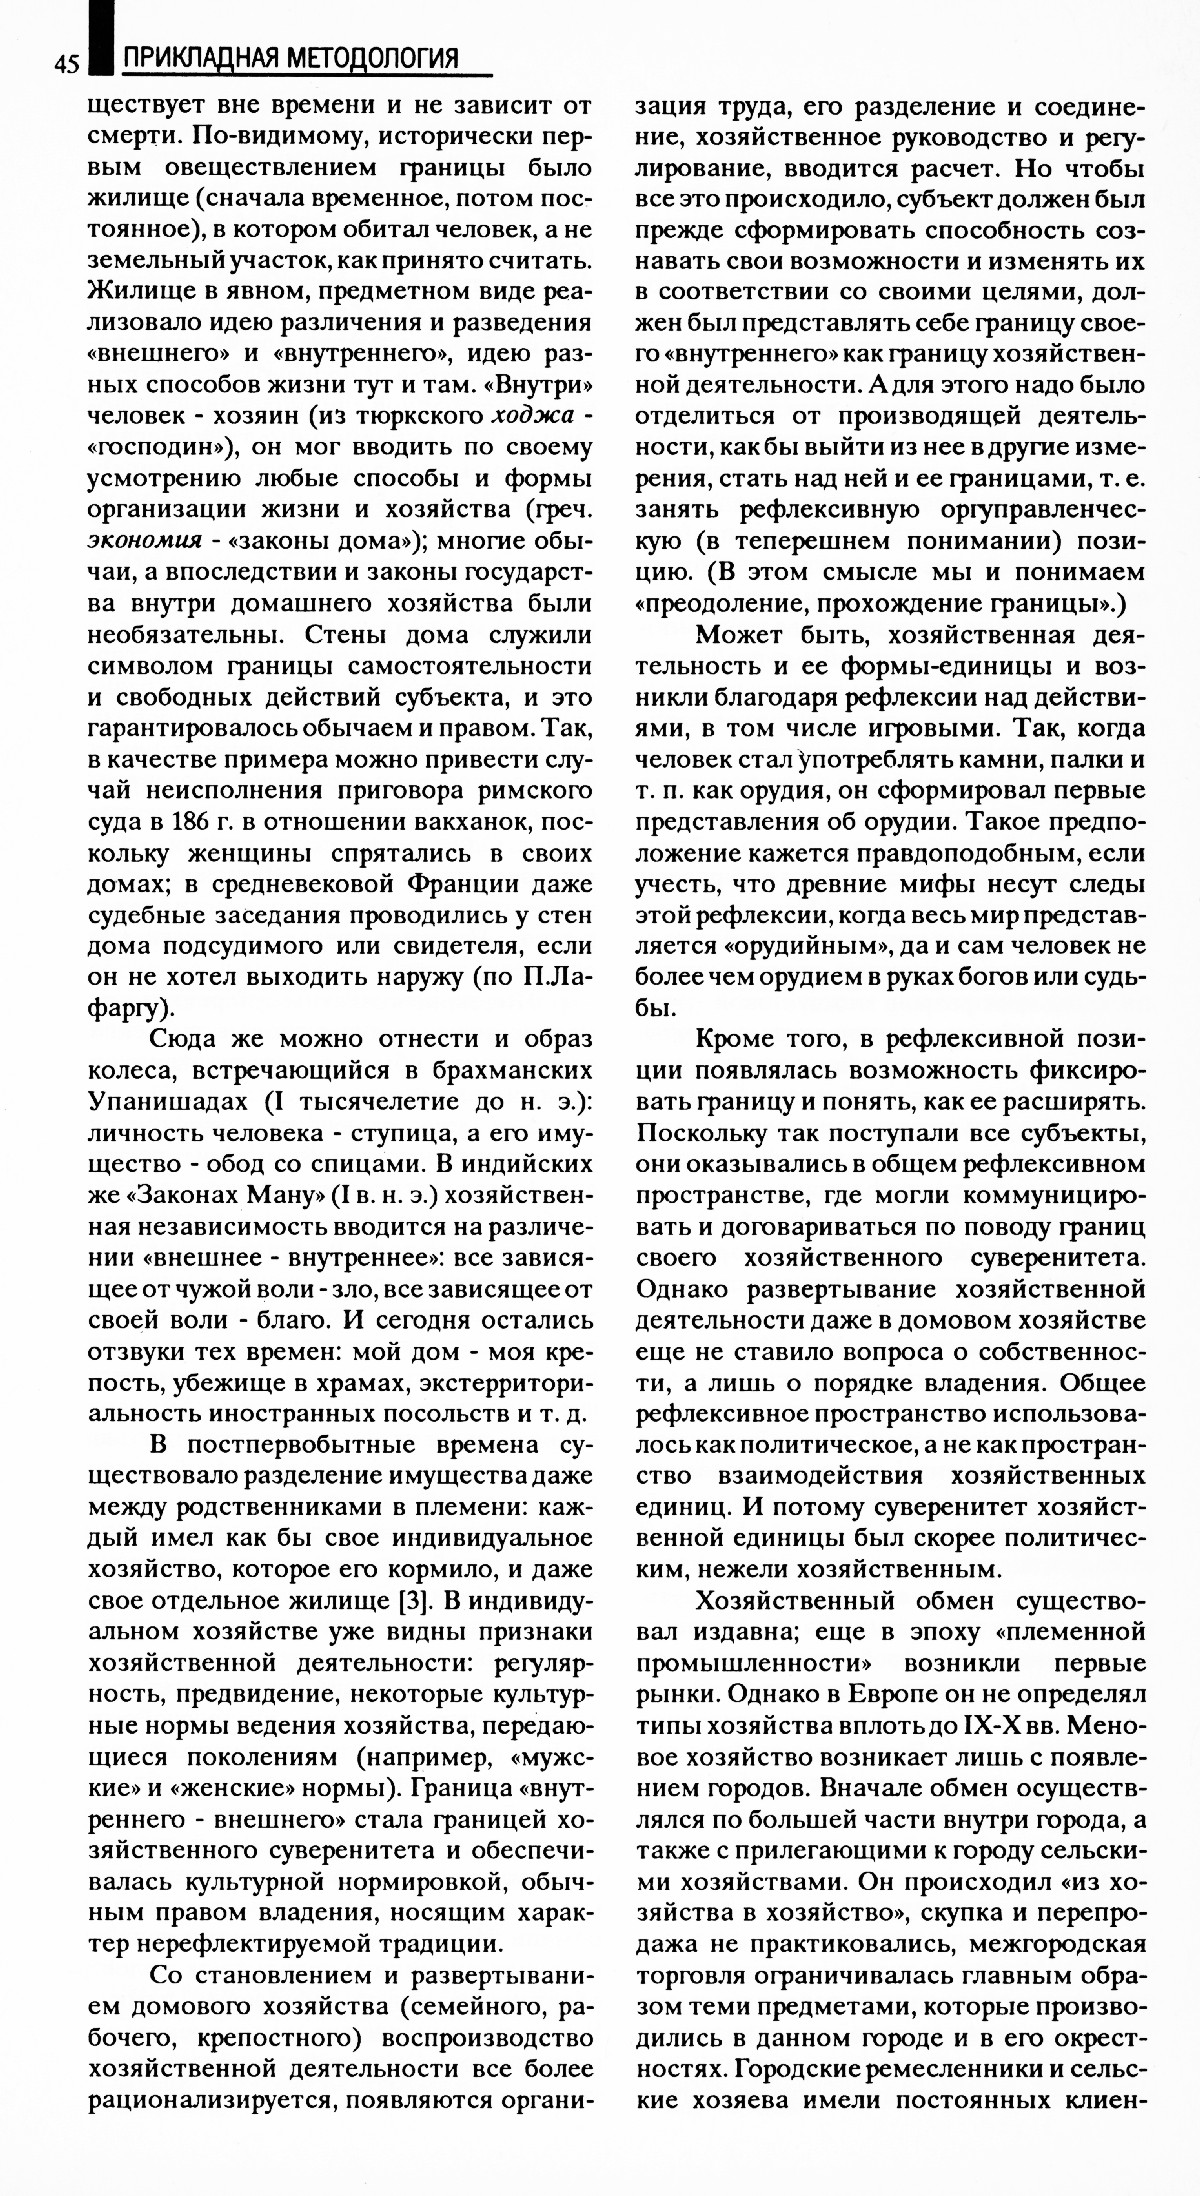 45
ПРИКЛАДНАЯ МЕТОДОЛОГИЯ
ществует вне времени и не зависит от
смерти. По-видимому, исторически пер-
вым овеществлением границы было
жилище (сначала временное, потом пос-
тоянное), в котором обитал человек, а не
земельный участок, как принято считать.
Жилище в явном, предметном виде реа-
лизовало идею различения и разведения
«внешнего» и «внутреннего», идею раз-
ных способов жизни тут и там. «Внутри»
человек - хозяин (из тюркского ходжа -
«господин»), он мог вводить по своему
усмотрению любые способы и формы
организации жизни и хозяйства (греч.
экономия - «законы дома»); многие обы-
чаи, а впоследствии и законы государст-
ва внутри домашнего хозяйства были
необязательны. Стены дома служили
символом границы самостоятельности
и свободных действий субъекта, и это
гарантировалось обычаем и правом. Так,
в качестве примера можно привести слу-
чай неисполнения приговора римского
суда в 186 г. в отношении вакханок, пос-
кольку женщины спрятались в своих
домах; в средневековой Франции даже
судебные заседания проводились у стен
дома подсудимого или свидетеля, если
он не хотел выходить наружу (по П.Ла-
фаргу).
Сюда же можно отнести и образ
колеса, встречающийся в брахманских
Упанишадах (I тысячелетие до н. э.):
личность человека - ступица, а его иму-
щество - обод со спицами. В индийских
же «Законах Ману» (I в. н. э.) хозяйствен-
ная независимость вводится на различе-
нии «внешнее - внутреннее»: все завися-
щее от чужой воли - зло, все зависящее от
своей воли - благо. И сегодня остались
отзвуки тех времен: мой дом - моя кре-
пость, убежище в храмах, экстерритори-
альность иностранных посольств и т. д.
В постпервобытные времена су-
ществовало разделение имущества даже
между родственниками в племени: каж-
дый имел как бы свое индивидуальное
хозяйство, которое его кормило, и даже
свое отдельное жилище [3]. В индивиду-
альном хозяйстве уже видны признаки
хозяйственной деятельности: регуляр-
ность, предвидение, некоторые культур-
ные нормы ведения хозяйства, передаю-
щиеся поколениям (например, «мужс-
кие» и «женские» нормы). Граница «внут-
реннего - внешнего» стала границей хо-
зяйственного суверенитета и обеспечи-
валась культурной нормировкой, обыч-
ным правом владения, носящим харак-
тер нерефлектируемой традиции.
Со становлением и развертывани-
ем домового хозяйства (семейного, ра-
бочего, крепостного) воспроизводство
хозяйственной деятельности все более
рационализируется, появляются органи-
зация труда, его разделение и соедине-
ние, хозяйственное руководство и регу-
лирование, вводится расчет. Но чтобы
все это происходило, субъект должен был
прежде сформировать способность соз-
навать свои возможности и изменять их
в соответствии со своими целями, дол-
жен был представлять себе границу свое-
го «внутреннего» как границу хозяйствен-
ной деятельности. А для этого надо было
отделиться от производящей деятель-
ности, как бы выйти из нее в другие изме-
рения, стать над ней и ее границами, т. е.
занять рефлексивную оргуправленчес-
кую (в теперешнем понимании) пози-
цию. (В этом смысле мы и понимаем
«преодоление, прохождение границы».)
Может быть, хозяйственная дея-
тельность и ее формы-единицы и воз-
никли благодаря рефлексии над действи-
ями, в том числе игровыми. Так, когда
человек стал употреблять камни, палки и
т. п. как орудия, он сформировал первые
представления об орудии. Такое предпо-
ложение кажется правдоподобным, если
учесть, что древние мифы несут следы
этой рефлексии, когда весь мир представ-
ляется «орудийным», да и сам человек не
более чем орудием в руках богов или судь-
бы.
Кроме того, в рефлексивной пози-
ции появлялась возможность фиксиро-
вать границу и понять, как ее расширять.
Поскольку так поступали все субъекты,
они оказывались в общем рефлексивном
пространстве, где могли коммунициро-
вать и договариваться по поводу границ
своего хозяйственного суверенитета.
Однако развертывание хозяйственной
деятельности даже в домовом хозяйстве
еще не ставило вопроса о собственнос-
ти, а лишь о порядке владения. Общее
рефлексивное пространство использова-
лось как политическое, а не как простран-
ство взаимодействия хозяйственных
единиц. И потому суверенитет хозяйст-
венной единицы был скорее политичес-
ким, нежели хозяйственным.
Хозяйственный обмен существо-
вал издавна; еще в эпоху «племенной
промышленности» возникли первые
рынки. Однако в Европе он не определял
типы хозяйства вплоть до IX-X вв. Мено-
вое хозяйство возникает лишь с появле-
нием городов. Вначале обмен осуществ-
лялся по большей части внутри города, а
также с прилегающими к городу сельски-
ми хозяйствами. Он происходил «из хо-
зяйства в хозяйство», скупка и перепро-
дажа не практиковались, межгородская
торговля ограничивалась главным обра-
зом теми предметами, которые произво-
дились в данном городе и в его окрест-
ностях. Городские ремесленники и сельс-
кие хозяева имели постоянных клиен-